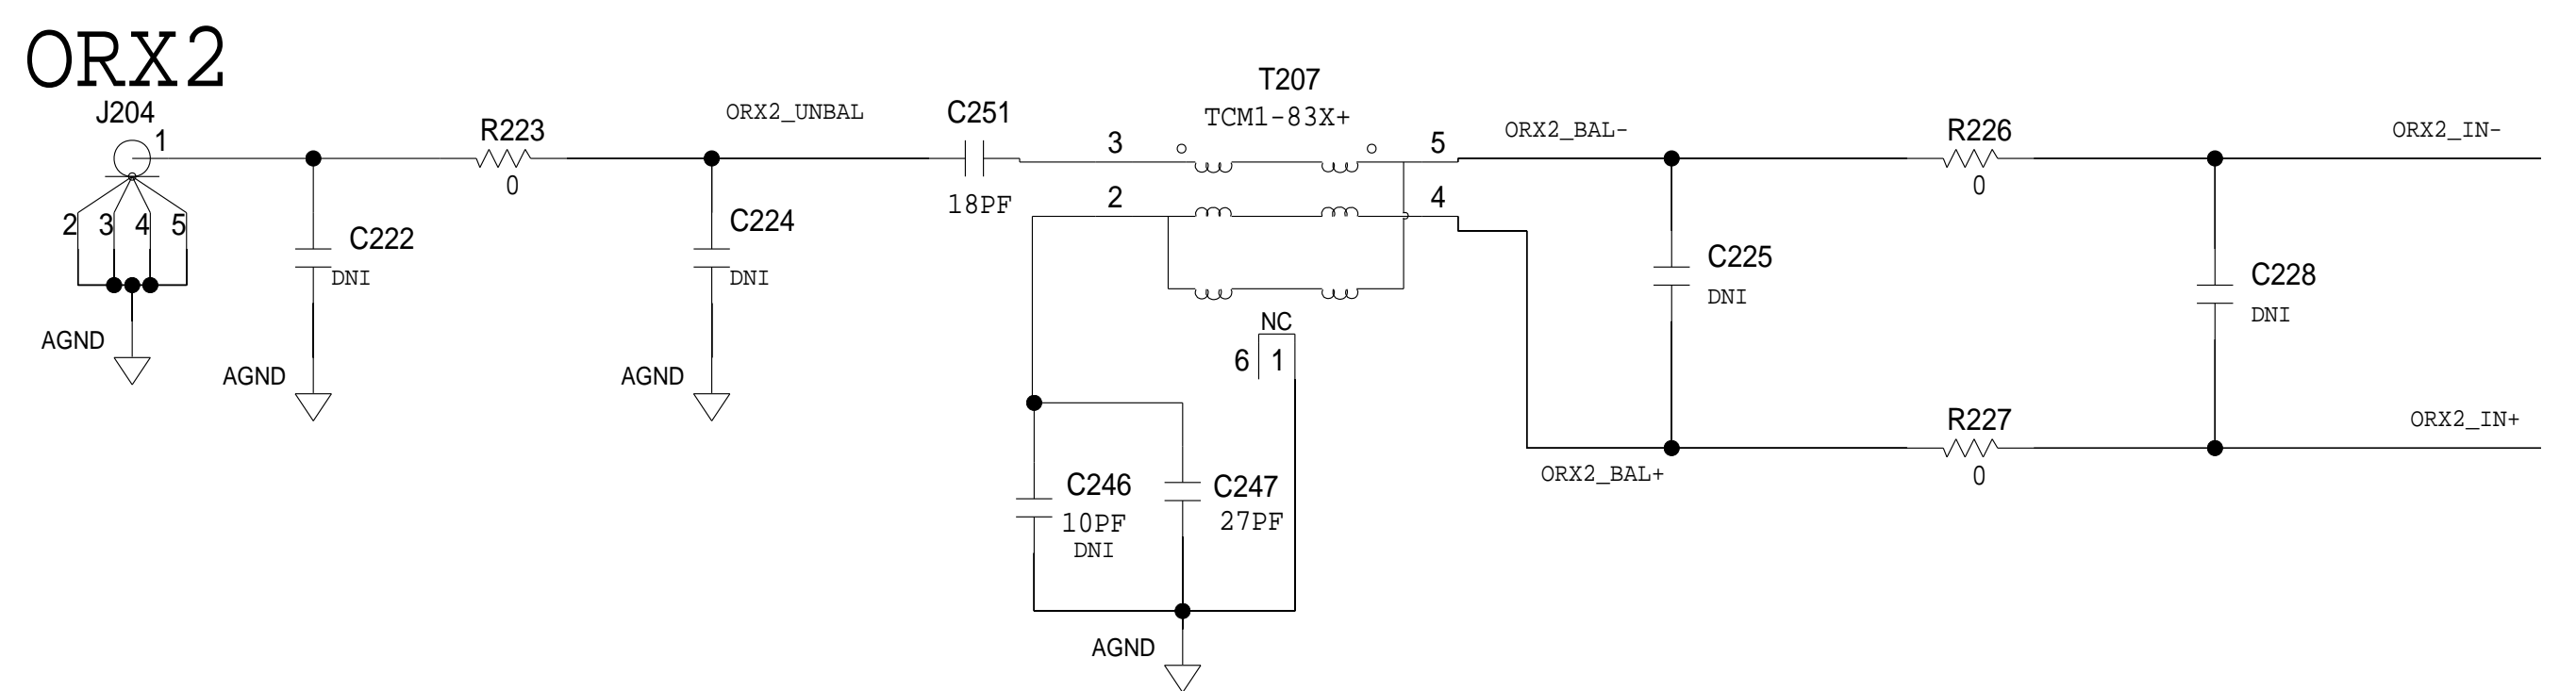 ORX2
J204
1
2 3 4 5
AGND
C222
DNI
AGND
R223
0
ORX2_UNBAL
C224
DNI
AGND
C251
18PF
T207
TCM1-83X+
3
5
2
4
NC
6 1
C246
10PF
DNI
C247
27PF
AGND
ORX2_BAL-
ORX2_BAL+
C225
DNI
R226
0
R227
0
C228
DNI
ORX2_IN-
ORX2_IN+